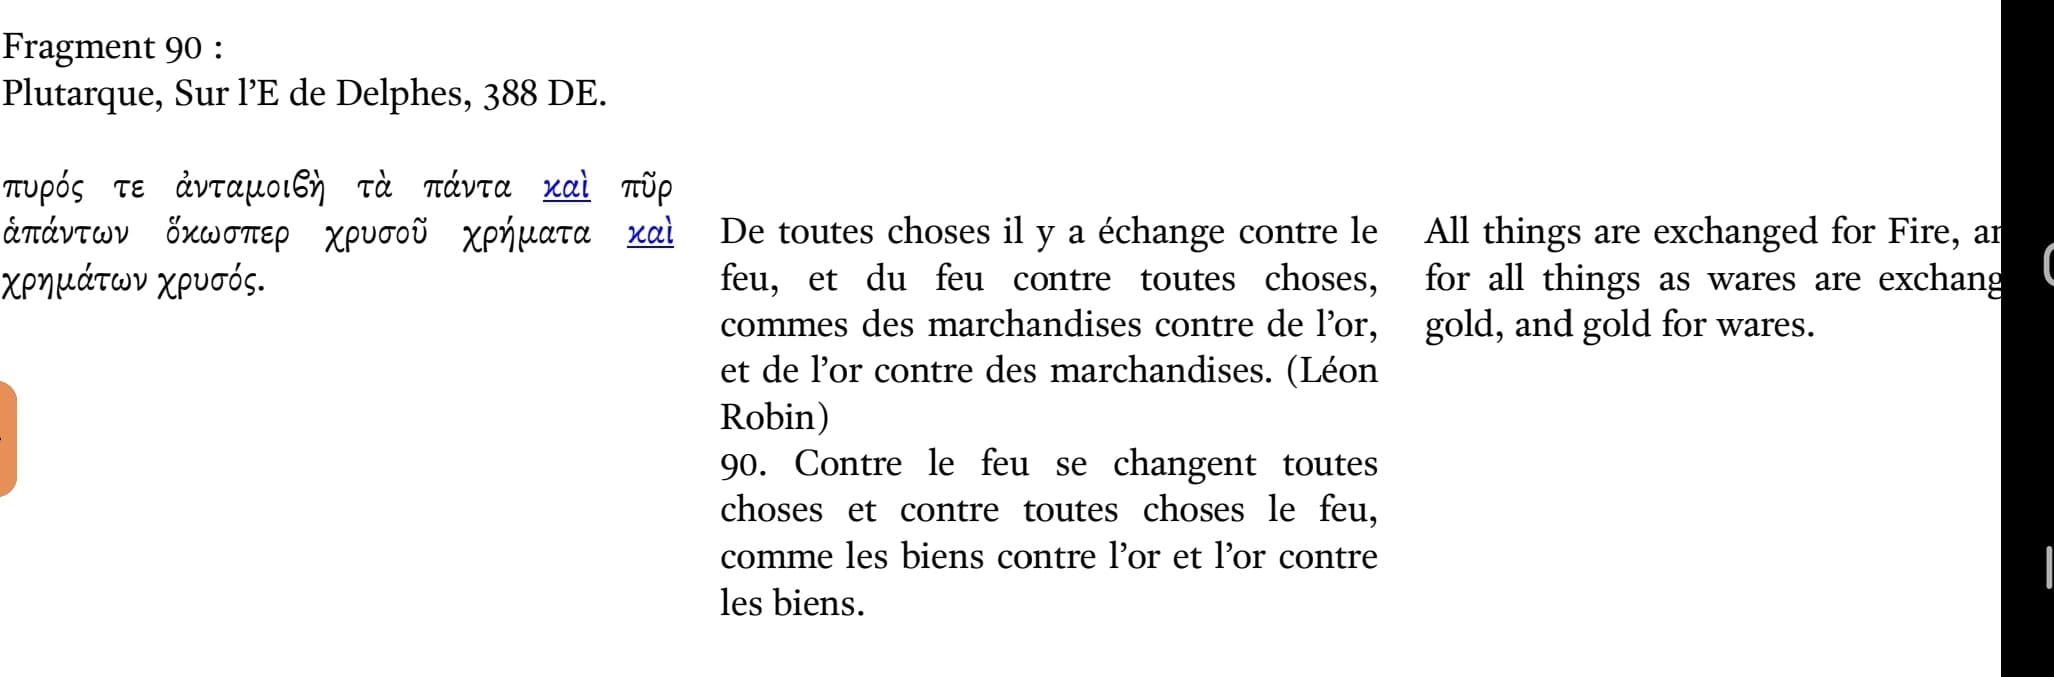 Fragment 90 :
Plutarque, Sur l’E de Delphes, 388 DE.
πυρός τε ἀνταμοιϐὴ τὰ πάντα καὶ πῦρ
ἁπάντων ὅκωσπερ χρυσοῦ χρήματα καὶ
χρημάτων χρυσός.
De toutes choses il y a échange contre le
feu, et du feu contre toutes choses,
commes des marchandises contre de l’or,
et de l’or contre des marchandises. (Léon
Robin)
90. Contre le feu se changent toutes
choses et contre toutes choses le feu,
comme les biens contre l’or et l’or contre
les biens.
All things are exchanged for Fire,
for all things as wares are
gold, and gold for wares.